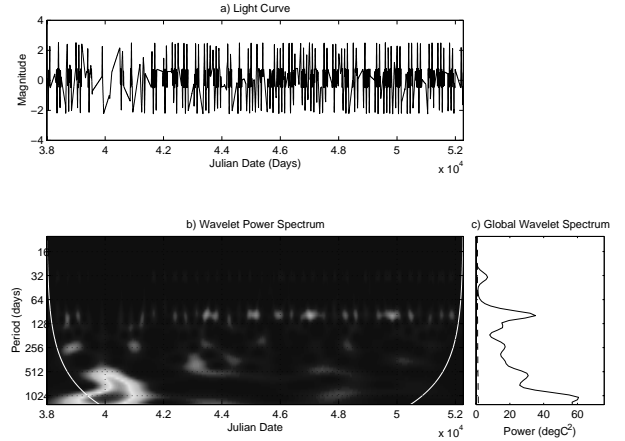 a) Light Curve
4
2
0
-2
-4
Magnitude
3.8 4 4.2 4.4 4.6 4.8 5 5.2
Julian Date (Days)
x 10^4
b) Wavelet Power Spectrum
16
32
64
128
256
512
1024
Period (days)
3.8 4 4.2 4.4 4.6 4.8 5 5.2
Julian Date
x 10^4
c) Global Wavelet Spectrum
0 20 40 60
Power (degC^2)